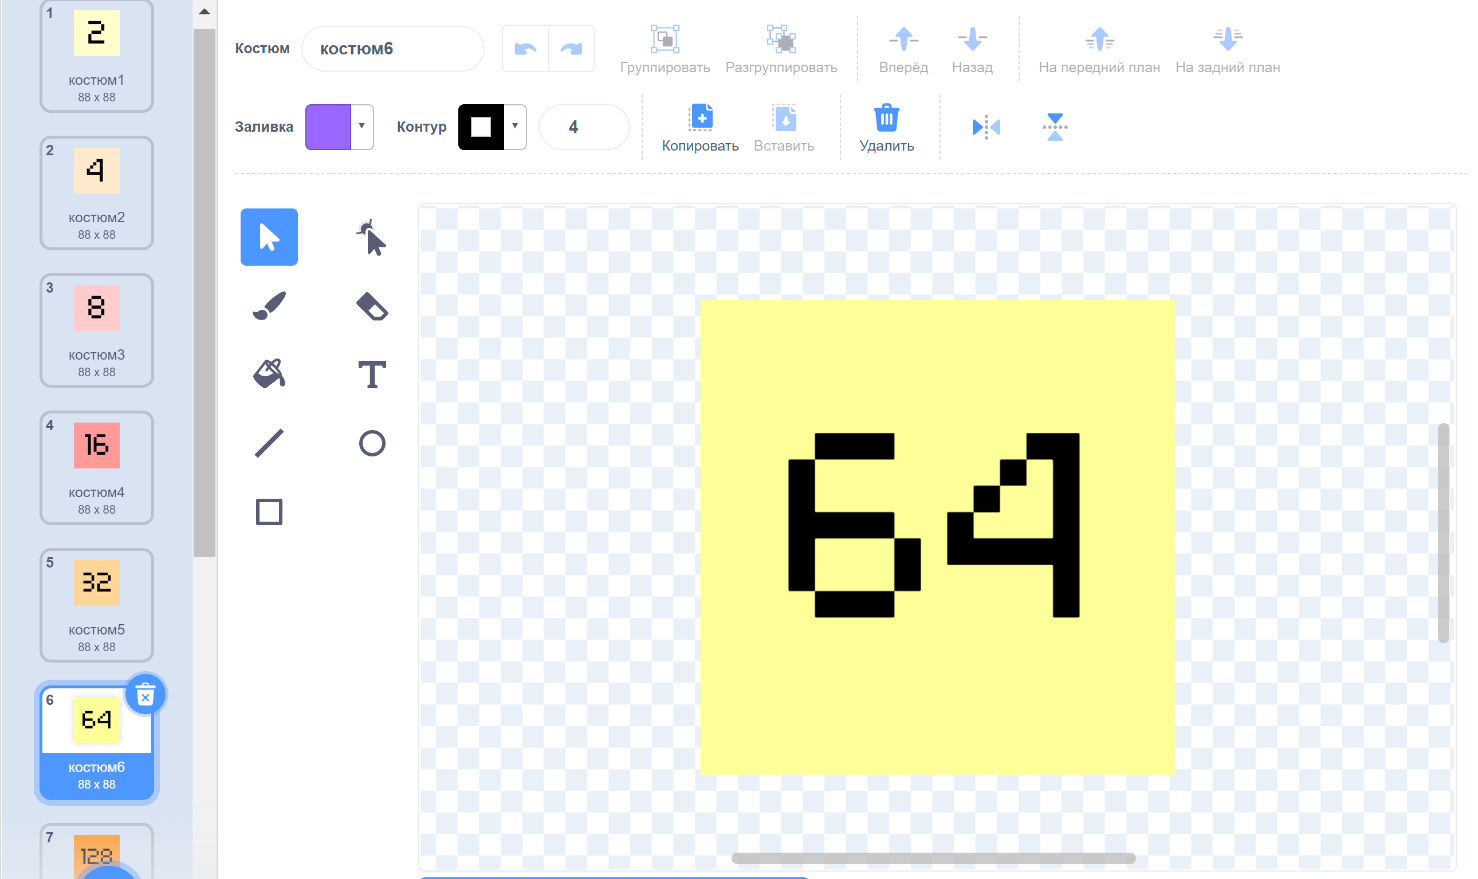 1
2
костюм1
88 x 88
2
4
костюм2
88 x 88
3
8
костюм3
88 x 88
4
16
костюм4
88 x 88
5
32
костюм5
88 x 88
6
64
костюм6
88 x 88
7
128
Костюм костюм6
Группировать Разгруппировать Вперёд Назад На передний план На задний план
Заливка Контур 4
Копировать Вставить Удалить
T
64